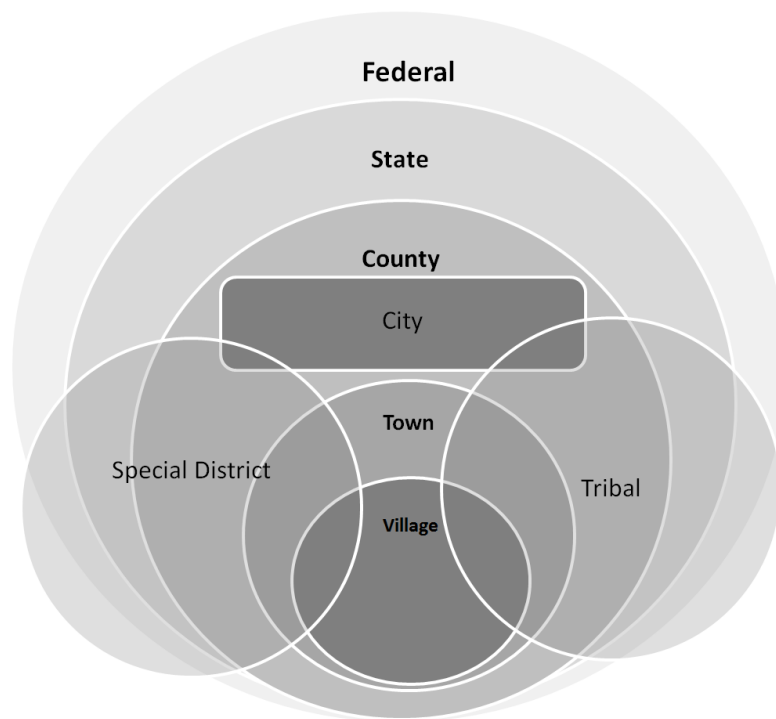 Federal
State
County
City
Town
Special District
Tribal
Village